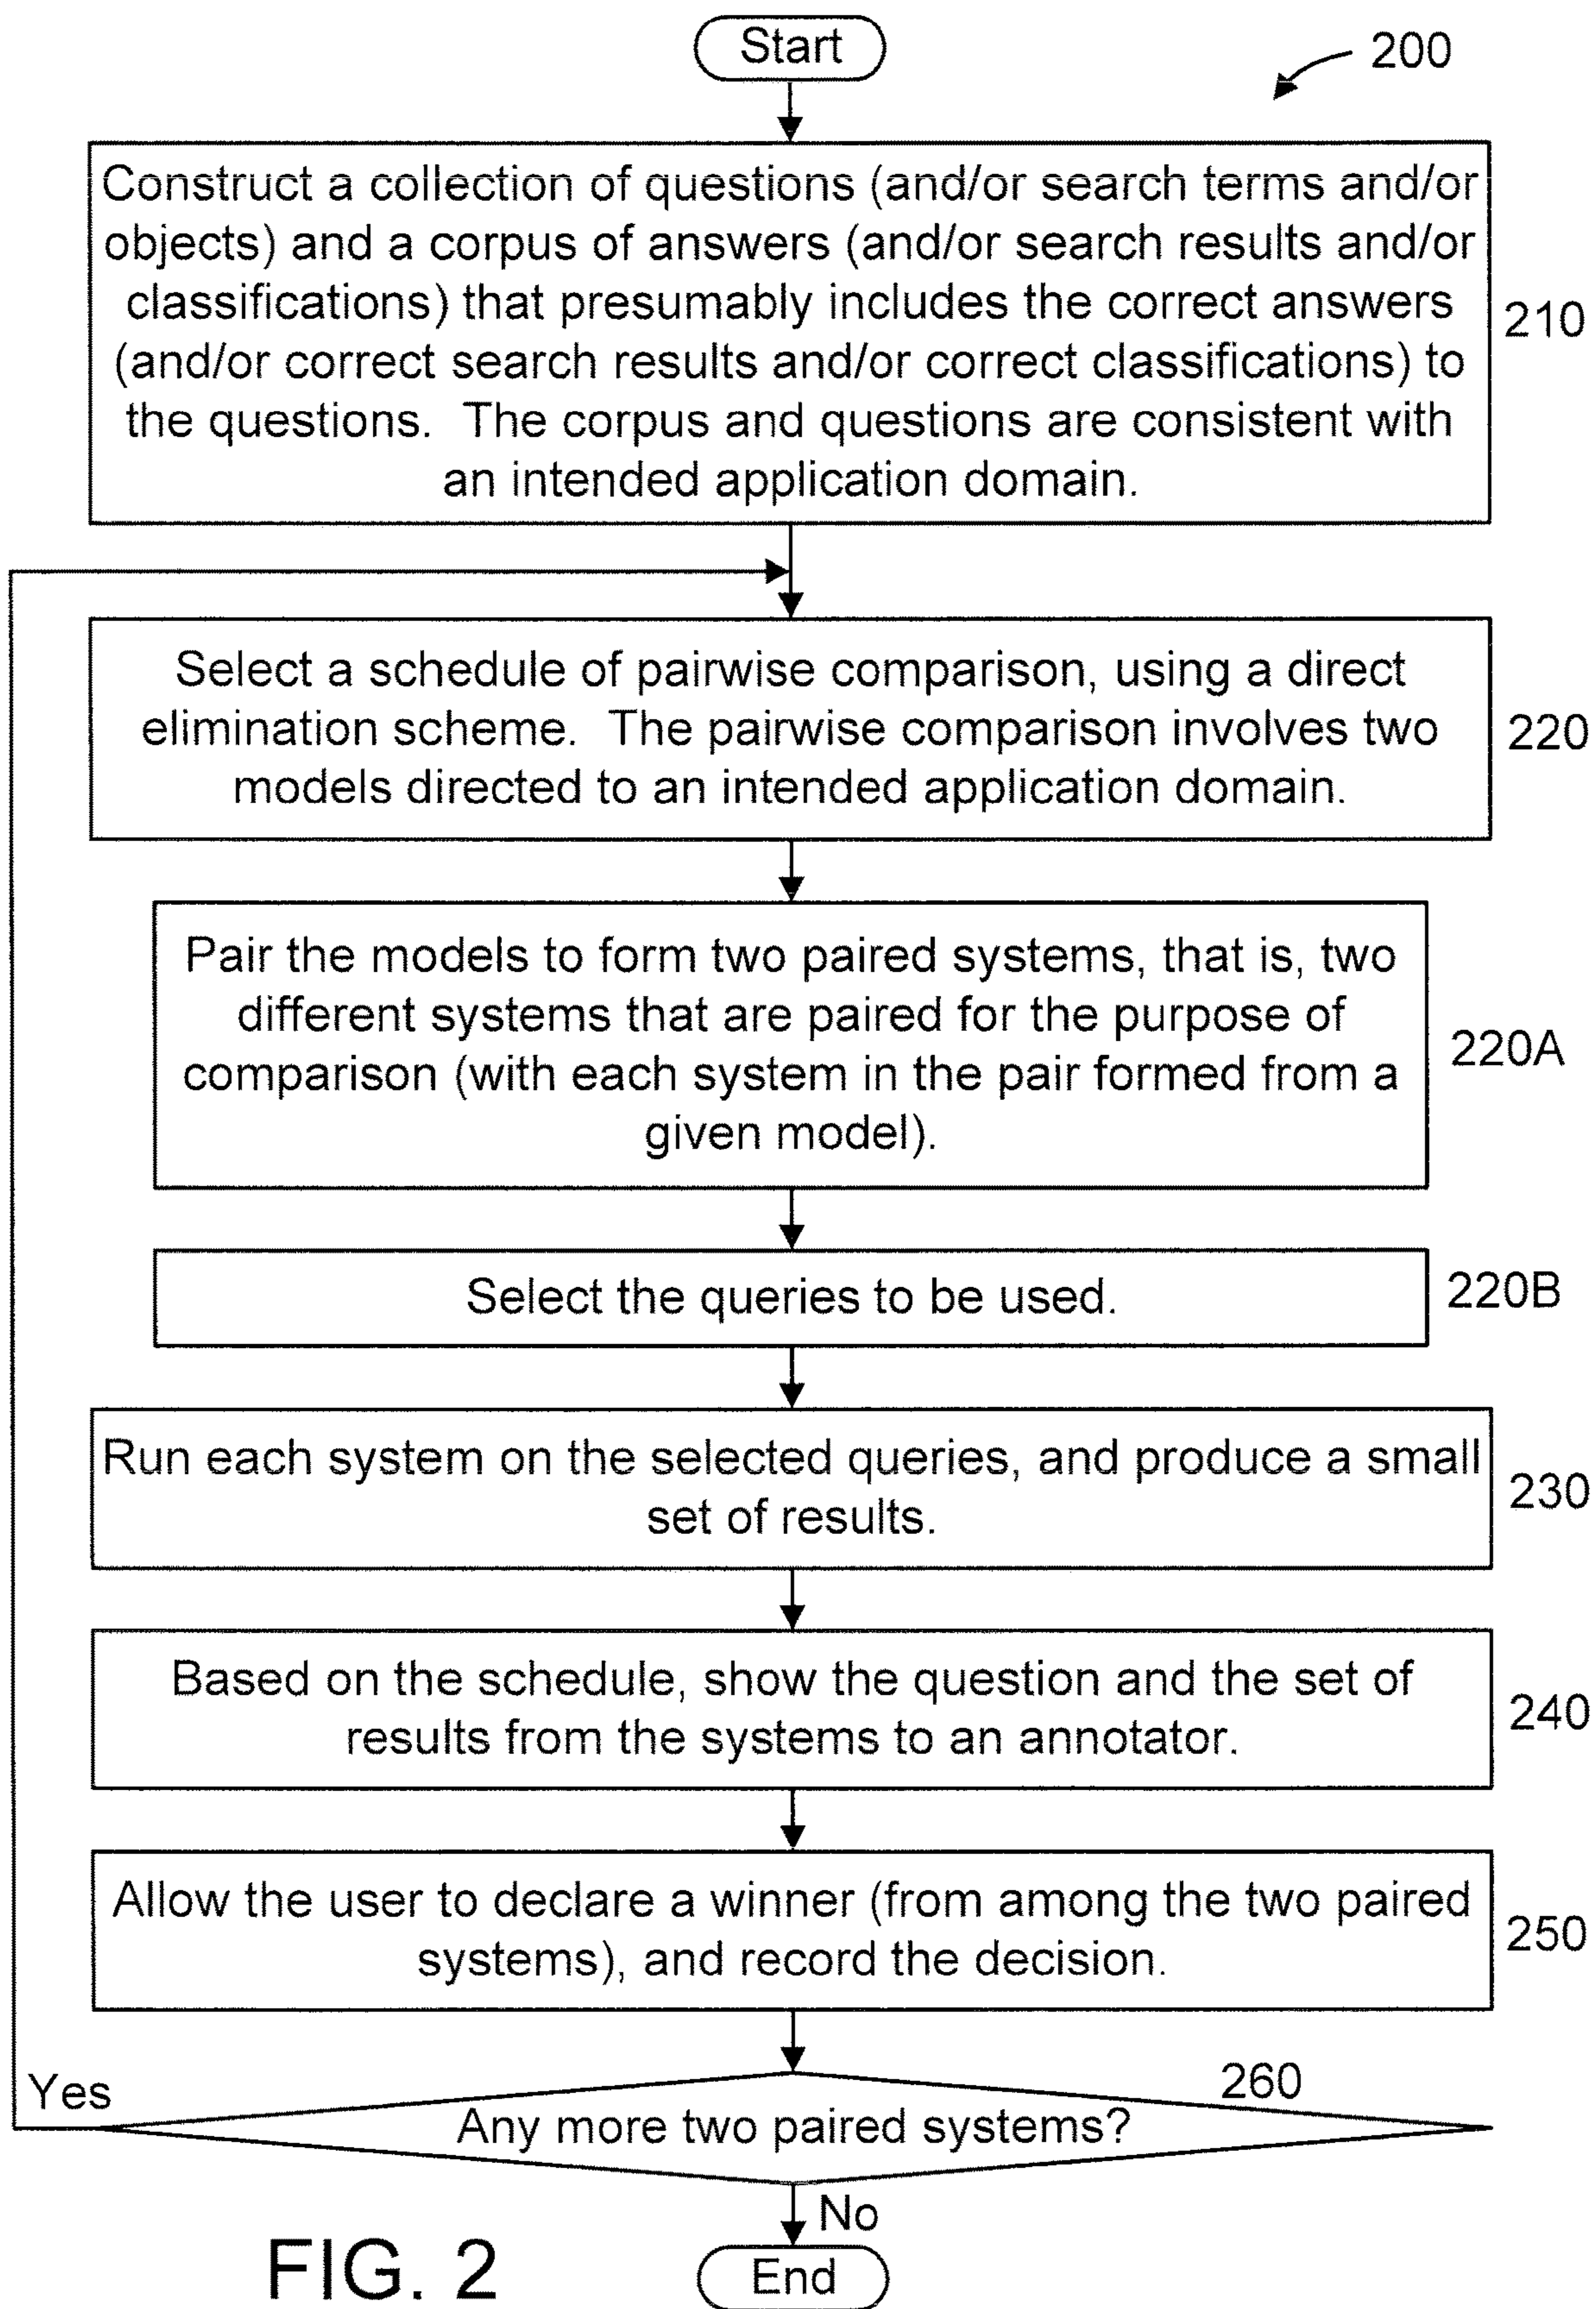 Start
200
Construct a collection of questions (and/or search terms and/or
objects) and a corpus of answers (and/or search results and/or
classifications) that presumably includes the correct answers
(and/or correct search results and/or correct classifications) to
the questions. The corpus and questions are consistent with
an intended application domain.
210
Select a schedule of pairwise comparison, using a direct
elimination scheme. The pairwise comparison involves two
models directed to an intended application domain.
220
Pair the models to form two paired systems, that is, two
different systems that are paired for the purpose of
comparison (with each system in the pair formed from a
given model).
220A
Select the queries to be used.
220B
Run each system on the selected queries, and produce a small
set of results.
230
Based on the schedule, show the question and the set of
results from the systems to an annotator.
240
Allow the user to declare a winner (from among the two paired
systems), and record the decision.
250
Yes
260
Any more two paired systems?
No
End
FIG. 2